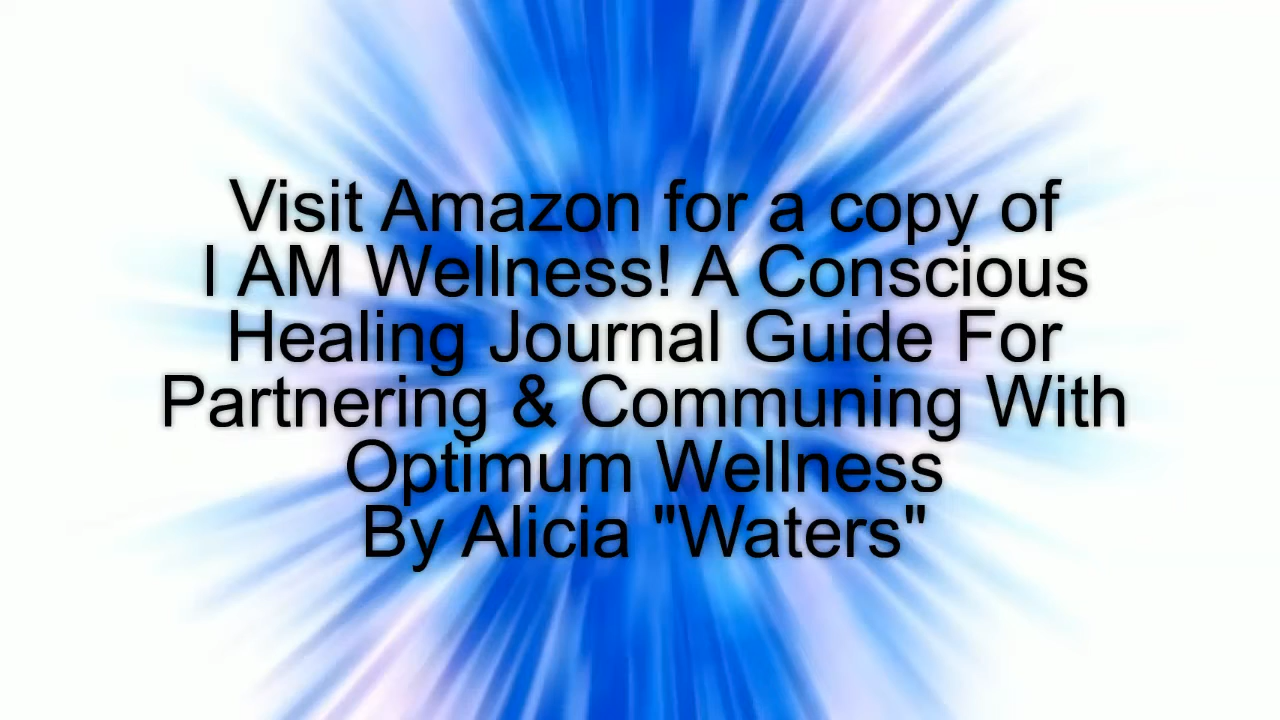 Visit Amazon for a copy of
I AM Wellness! A Conscious
Healing Journal Guide For
Partnering & Communing With
Optimum Wellness
By Alicia "Waters"